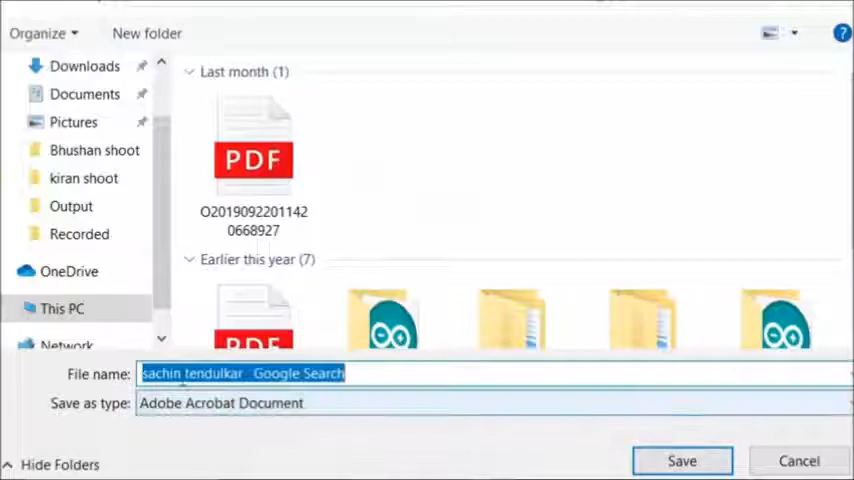 Organize New folder
Downloads
Documents
Pictures
Bhushan shoot
kiran shoot
Output
Recorded
OneDrive
This PC
Network
Last month (1)
PDF
O2019092201142
0668927
Earlier this year (7)
PDF
File name: sachin tendulkar Google Search
Save as type: Adobe Acrobat Document
Hide Folders Save Cancel